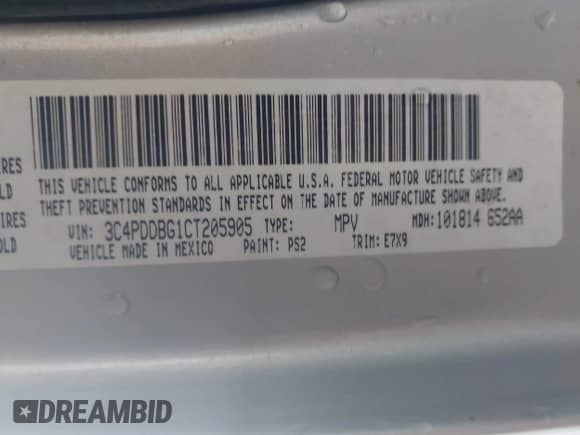 IRES
LD
THIS VEHICLE CONFORMS TO ALL APPLICABLE U.S.A. FEDERAL MOTOR VEHICLE SAFETY AND
THEFT PREVENTION STANDARDS IN EFFECT ON THE DATE OF MANUFACTURE SHOWN ABOVE.
IRES
OLD
VIN: 3C4PDDBG1CT205905 TYPE: MPV MDH:101814 652AA
VEHICLE MADE IN MEXICO PAINT: PS2 TRIM: E7X9
DREAMBID